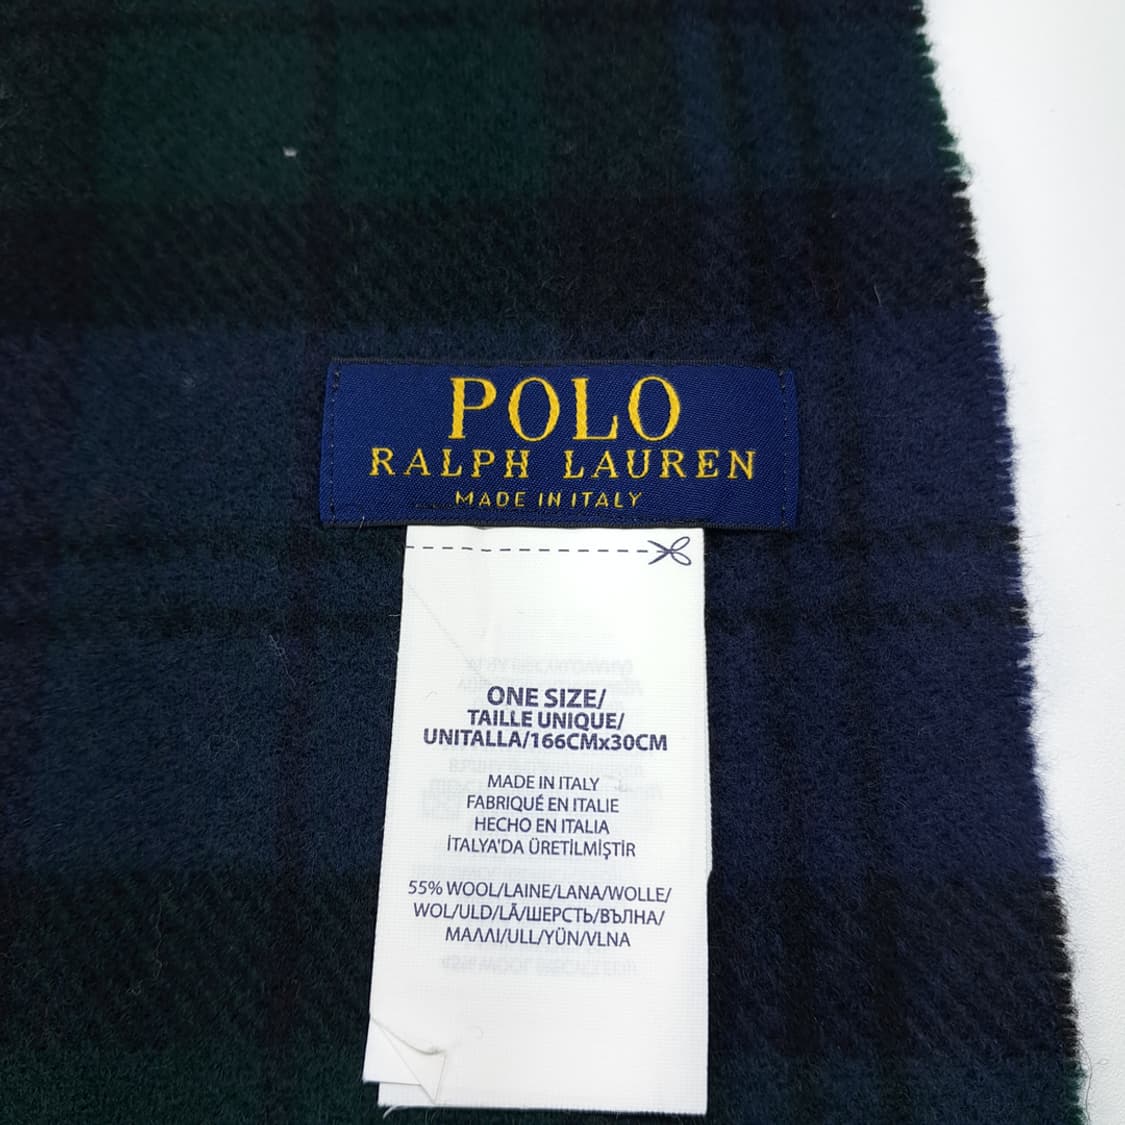 POLO
RALPH LAUREN
MADE IN ITALY
ONE SIZE/
TAILLE UNIQUE/
UNITALLA/166CMx30CM
MADE IN ITALY
FABRIQUÉ EN ITALIE
HECHO EN ITALIA
İTALYA'DA ÜRETİLMİŞTİR
55% WOOL/LAINE/LANA/WOLLE/
WOL/ULD/LÃ/ШЕРСТЬ/ВЪЛНА/
ΜΑΛΛΙ/ULL/YÜN/VLNA